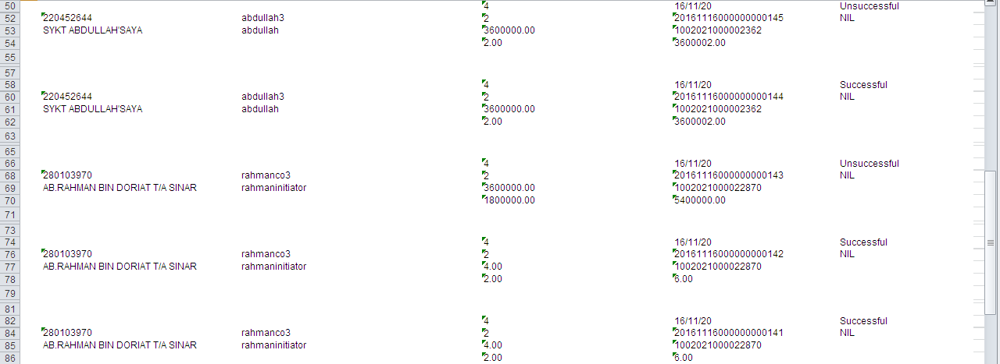 50 4 16/11/20 Unsuccessful
52 220452644 abdullah3 2 20161116000000000145 NIL
53 SYKT ABDULLAH'SAYA abdullah 3600000.00 1002021000002362
54 2.00 3600002.00
55
57
58 4 16/11/20 Successful
60 220452644 abdullah3 2 20161116000000000144 NIL
61 SYKT ABDULLAH'SAYA abdullah 3600000.00 1002021000002362
62 2.00 3600002.00
63
65
66 4 16/11/20 Unsuccessful
68 280103970 rahmanco3 2 20161116000000000143 NIL
69 AB.RAHMAN BIN DORIAT T/A SINAR rahmaninitiator 3600000.00 1002021000022870
70 1800000.00 5400000.00
71
73
74 4 16/11/20 Successful
76 280103970 rahmanco3 2 20161116000000000142 NIL
77 AB.RAHMAN BIN DORIAT T/A SINAR rahmaninitiator 4.00 1002021000022870
78 2.00 6.00
79
81
82 4 16/11/20 Successful
84 280103970 rahmanco3 2 20161116000000000141 NIL
85 AB.RAHMAN BIN DORIAT T/A SINAR rahmaninitiator 4.00 1002021000022870
86 2.00 6.00